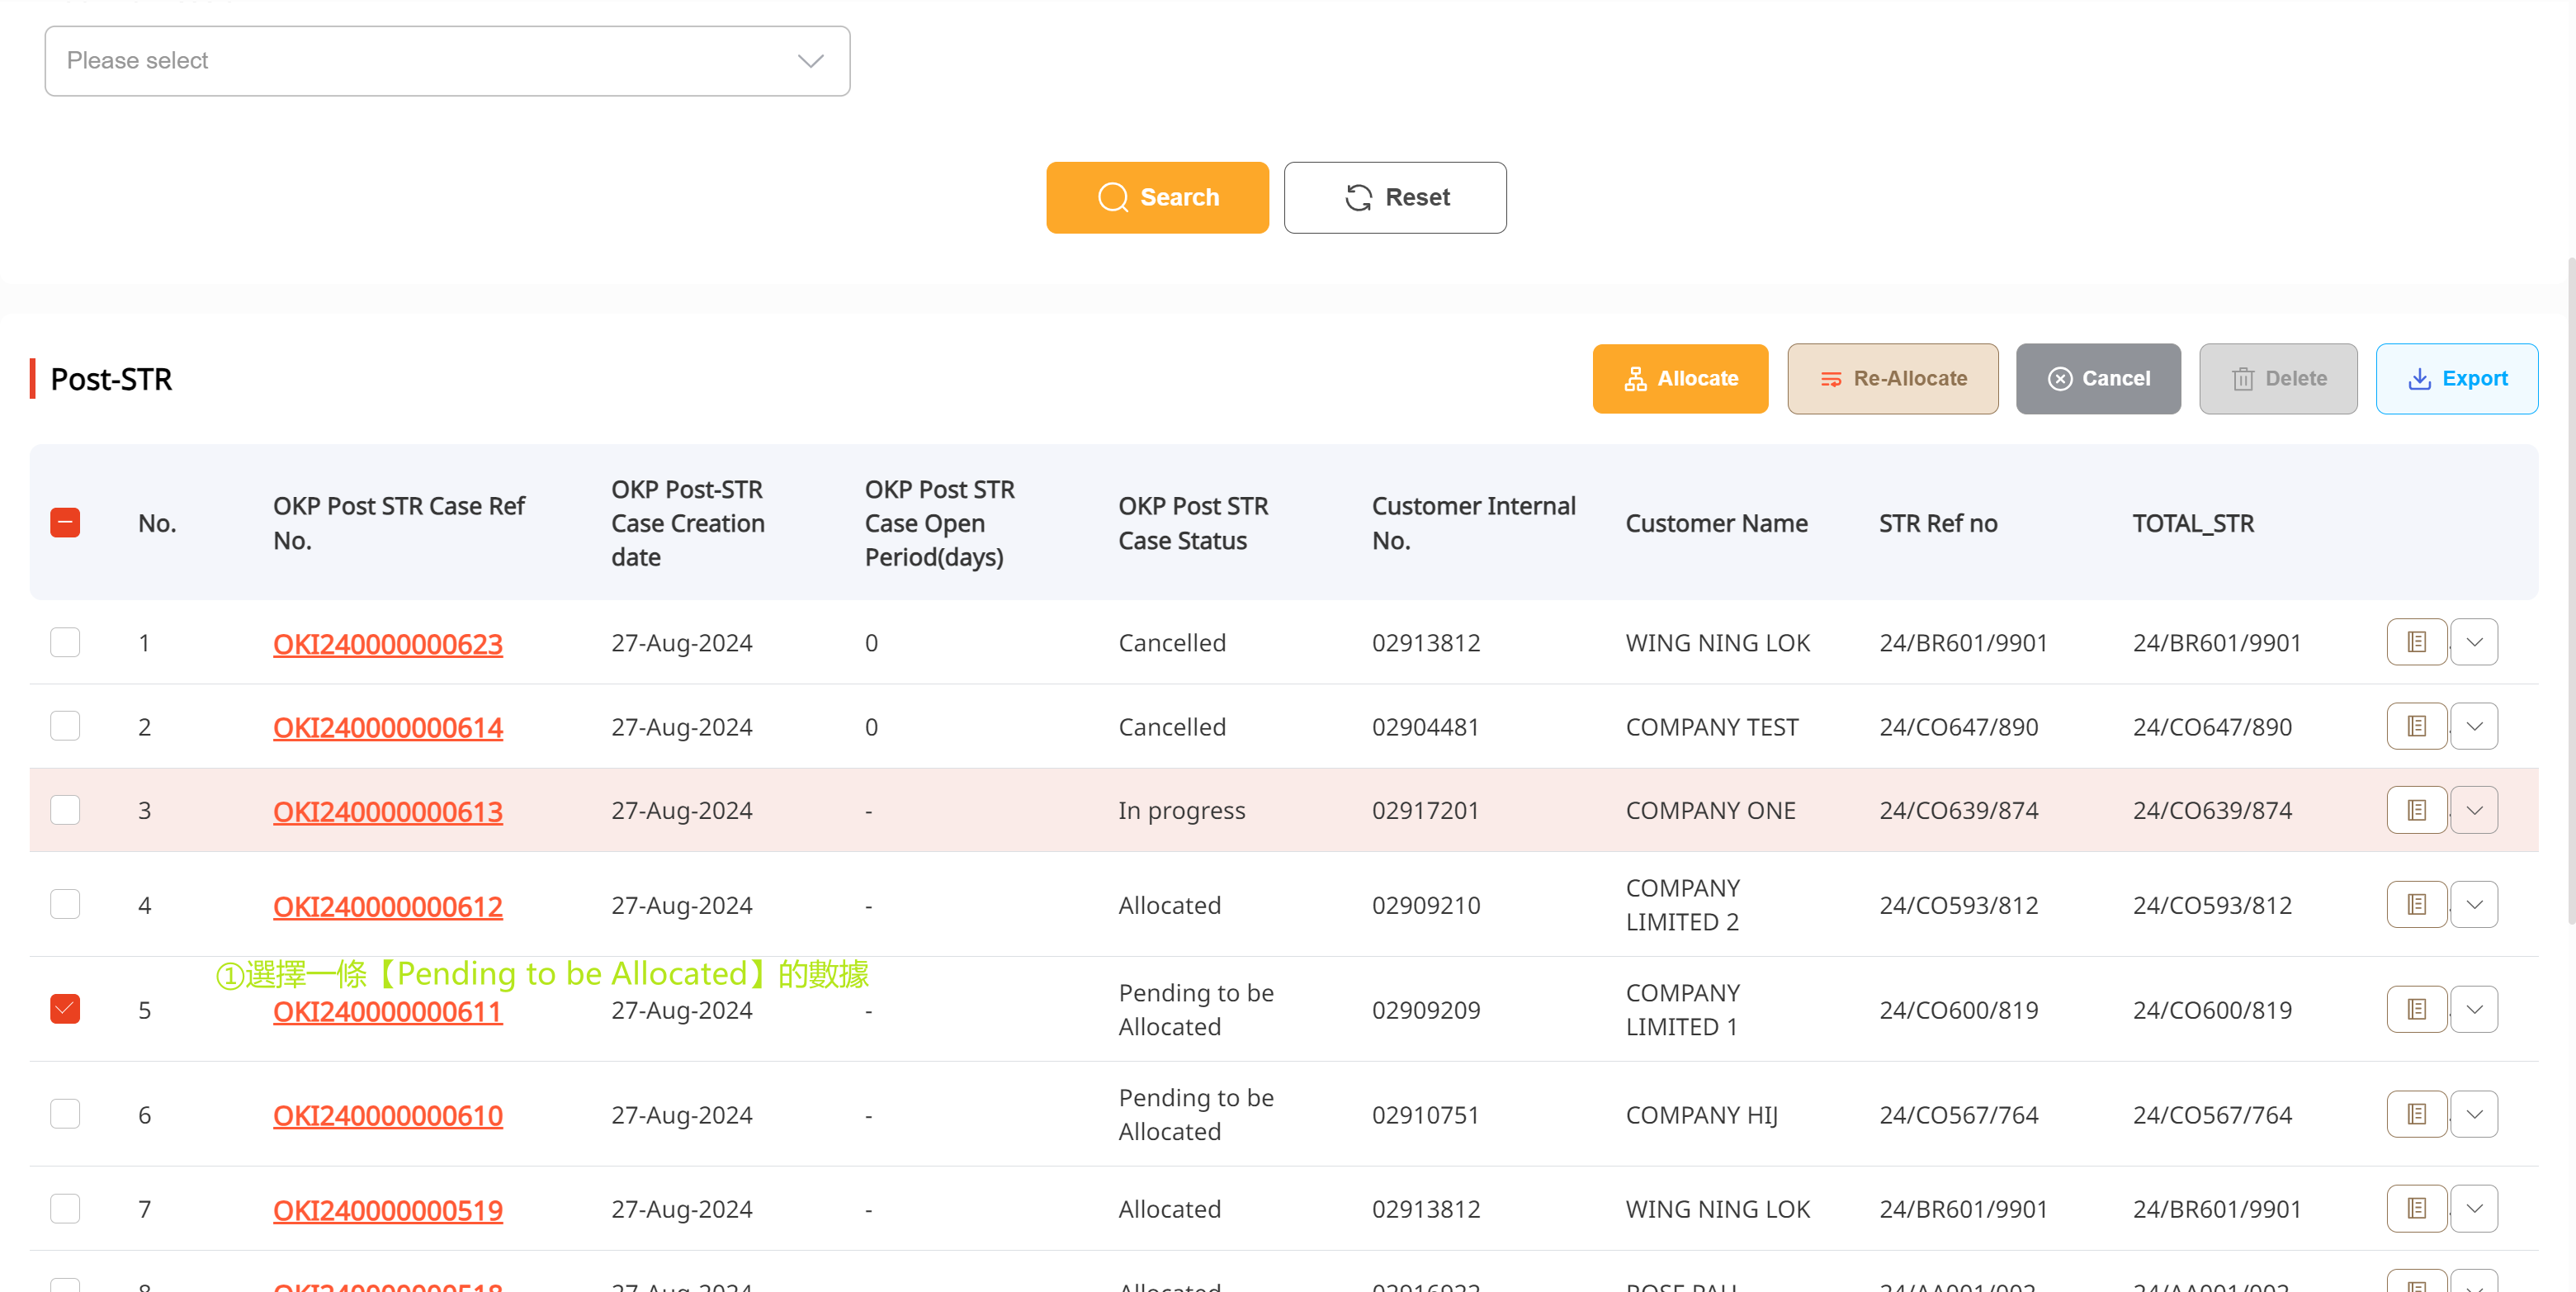 Please select
Search Reset
Post-STR Allocate Re-Allocate Cancel Delete Export
No. OKP Post STR Case Ref No. OKP Post-STR Case Creation date OKP Post STR Case Open Period(days) OKP Post STR Case Status Customer Internal No. Customer Name STR Ref no TOTAL_STR
1 OKI240000000623 27-Aug-2024 0 Cancelled 02913812 WING NING LOK 24/BR601/9901 24/BR601/9901
2 OKI240000000614 27-Aug-2024 0 Cancelled 02904481 COMPANY TEST 24/CO647/890 24/CO647/890
3 OKI240000000613 27-Aug-2024 - In progress 02917201 COMPANY ONE 24/CO639/874 24/CO639/874
4 OKI240000000612 27-Aug-2024 - Allocated 02909210 COMPANY LIMITED 2 24/CO593/812 24/CO593/812
①選擇一條【Pending to be Allocated】的數據
5 OKI240000000611 27-Aug-2024 - Pending to be Allocated 02909209 COMPANY LIMITED 1 24/CO600/819 24/CO600/819
6 OKI240000000610 27-Aug-2024 - Pending to be Allocated 02910751 COMPANY HIJ 24/CO567/764 24/CO567/764
7 OKI240000000519 27-Aug-2024 - Allocated 02913812 WING NING LOK 24/BR601/9901 24/BR601/9901